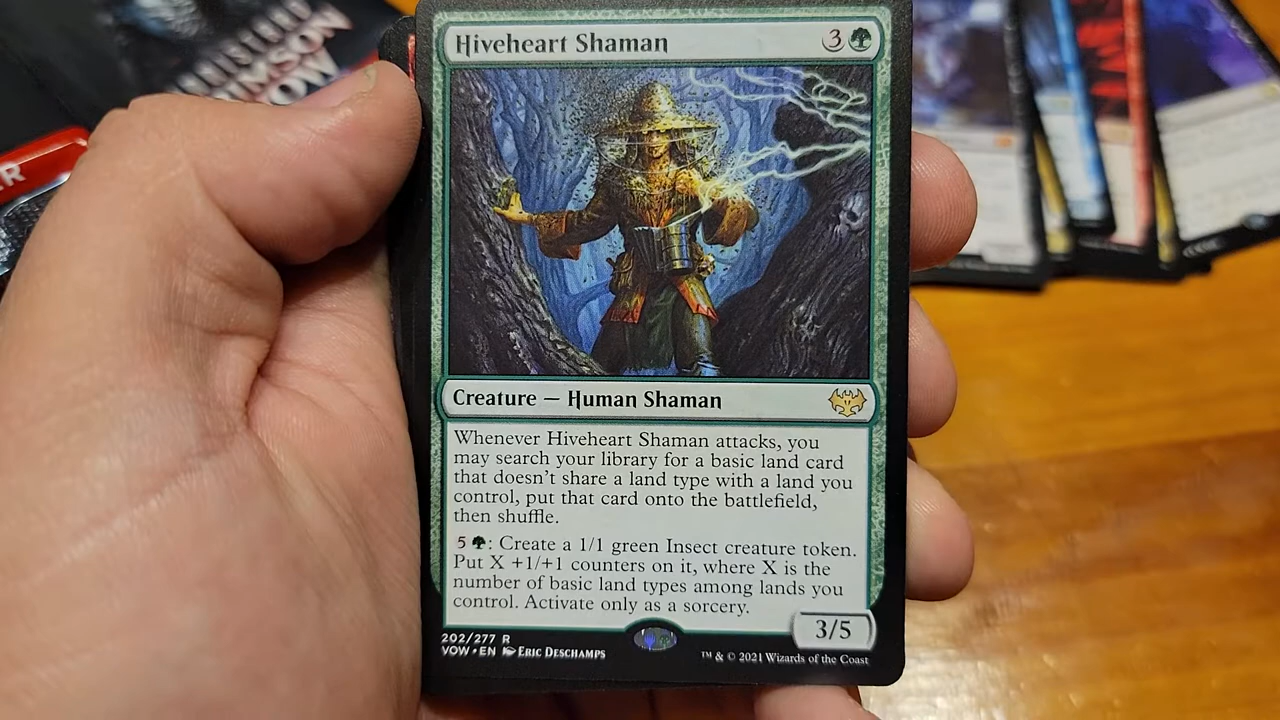 Hiveheart Shaman
3
Creature — Human Shaman
Whenever Hiveheart Shaman attacks, you
may search your library for a basic land card
that doesn't share a land type with a land you
control, put that card onto the battlefield,
then shuffle.
5 : Create a 1/1 green Insect creature token.
Put X +1/+1 counters on it, where X is the
number of basic land types among lands you
control. Activate only as a sorcery.
3/5
202/277 R
VOW • EN Eric Deschamps
™ & © 2021 Wizards of the Coast